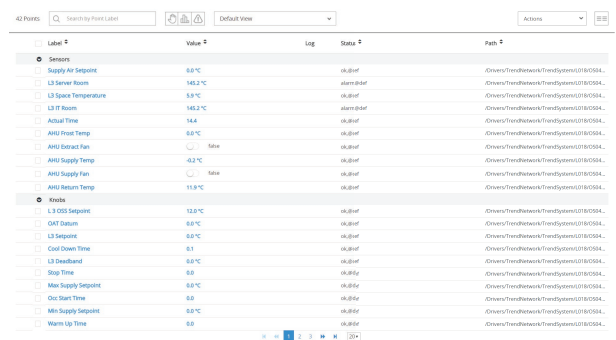 42 Points Search by Point Label Default View Actions
Label Value Log Status Path
Sensors
Supply Air Setpoint 0.0 °C ok,@def /Drivers/TrendNetwork/TrendSystem/L018/OS04...
L3 Server Room 145.2 °C alarm@def /Drivers/TrendNetwork/TrendSystem/L018/OS04...
L3 Space Temperature 5.9 °C ok,@def /Drivers/TrendNetwork/TrendSystem/L018/OS04...
L3 IT Room 145.2 °C alarm@def /Drivers/TrendNetwork/TrendSystem/L018/OS04...
Actual Time 14.4 ok,@def /Drivers/TrendNetwork/TrendSystem/L018/OS04...
AHU Frost Temp 0.0 °C ok,@def /Drivers/TrendNetwork/TrendSystem/L018/OS04...
AHU Extract Fan false ok,@def /Drivers/TrendNetwork/TrendSystem/L018/OS04...
AHU Supply Temp -0.2 °C ok,@def /Drivers/TrendNetwork/TrendSystem/L018/OS04...
AHU Supply Fan false ok,@def /Drivers/TrendNetwork/TrendSystem/L018/OS04...
AHU Return Temp 11.9 °C ok,@def /Drivers/TrendNetwork/TrendSystem/L018/OS04...
Knobs
L 3 OSS Setpoint 12.0 °C ok,@def /Drivers/TrendNetwork/TrendSystem/L018/OS04...
OAT Datum 0.0 °C ok,@def /Drivers/TrendNetwork/TrendSystem/L018/OS04...
L3 Setpoint 0.0 °C ok,@def /Drivers/TrendNetwork/TrendSystem/L018/OS04...
Cool Down Time 0.1 ok,@def /Drivers/TrendNetwork/TrendSystem/L018/OS04...
L3 Deadband 0.0 °C ok,@def /Drivers/TrendNetwork/TrendSystem/L018/OS04...
Stop Time 0.0 /Drivers/TrendNetwork/TrendSystem/L018/OS04...
Max Supply Setpoint 0.0 °C /Drivers/TrendNetwork/TrendSystem/L018/OS04...
Occ Start Time 0.0 /Drivers/TrendNetwork/TrendSystem/L018/OS04...
Min Supply Setpoint 0.0 °C /Drivers/TrendNetwork/TrendSystem/L018/OS04...
Warm Up Time 0.0 /Drivers/TrendNetwork/TrendSystem/L018/OS04...
1 2 3 20